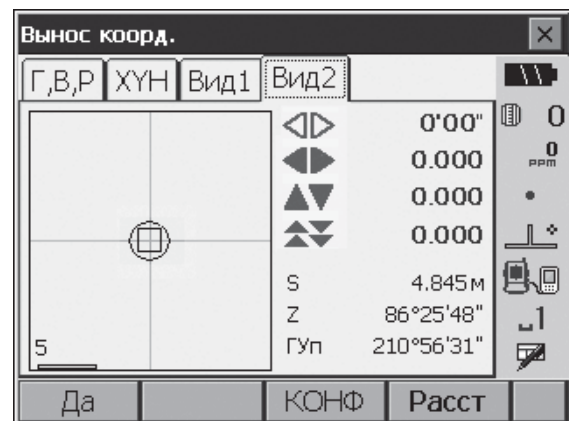 Вынос коорд.
Г,В,Р XYH Вид1 Вид2
0'00"
0.000
0.000
0.000
S 4.845м
Z 86°25'48"
ГУп 210°56'31"
5
0
0
PPM
1
Да КОНФ Расст